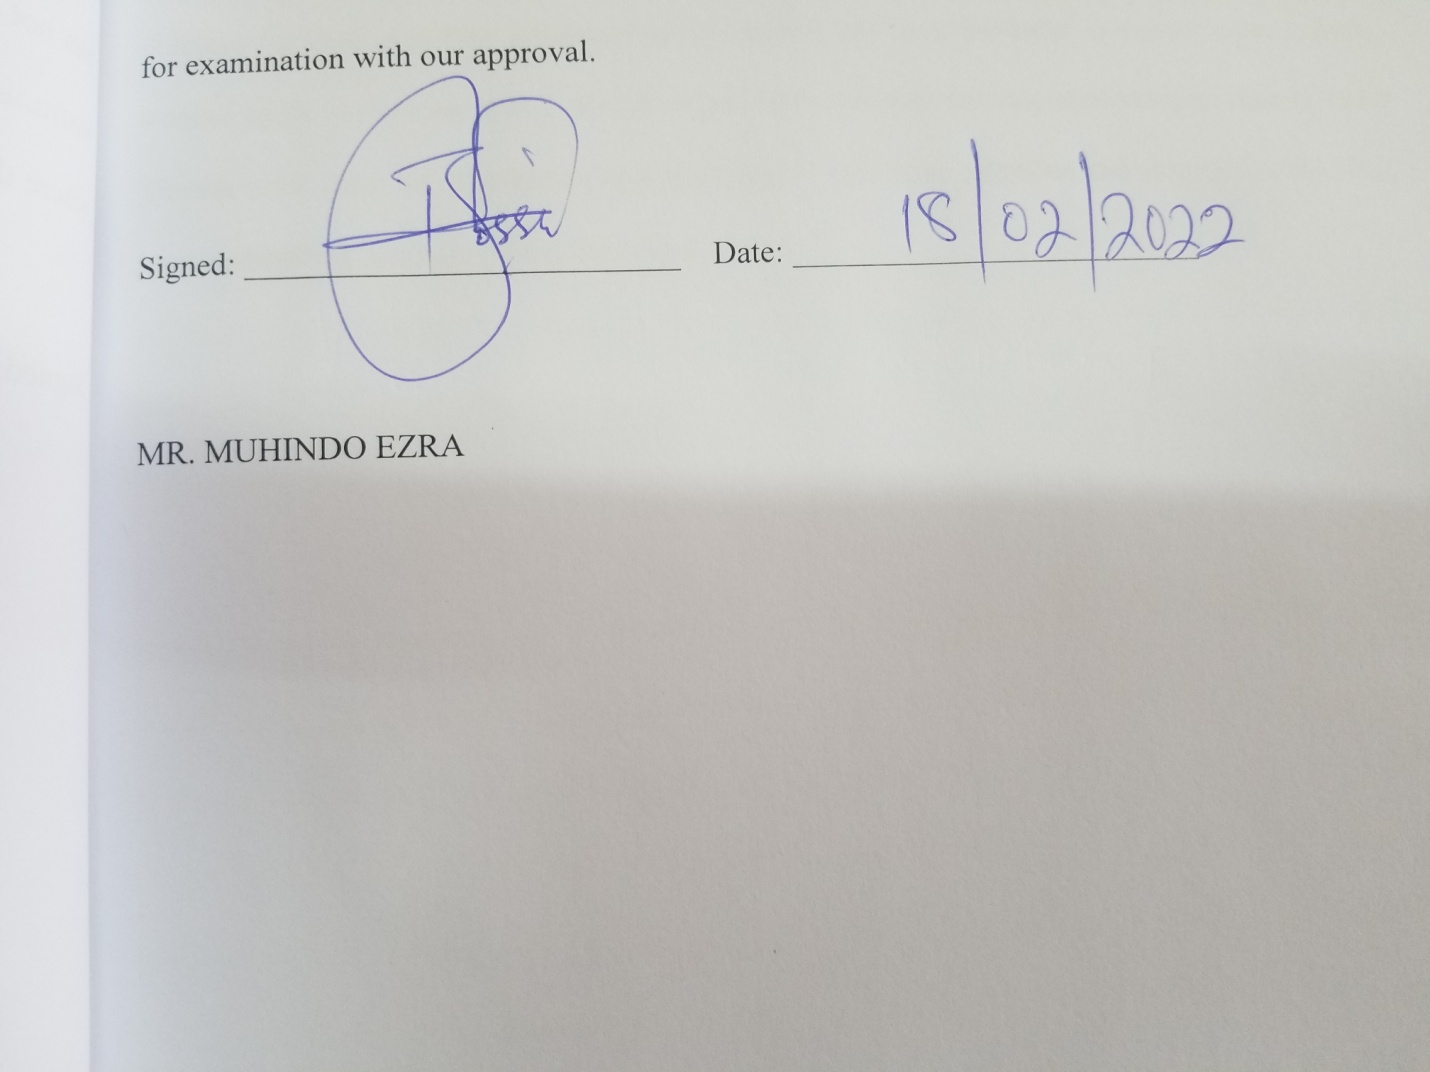 for examination with our approval.
Signed: Date: 18/02/2022
MR. MUHINDO EZRA